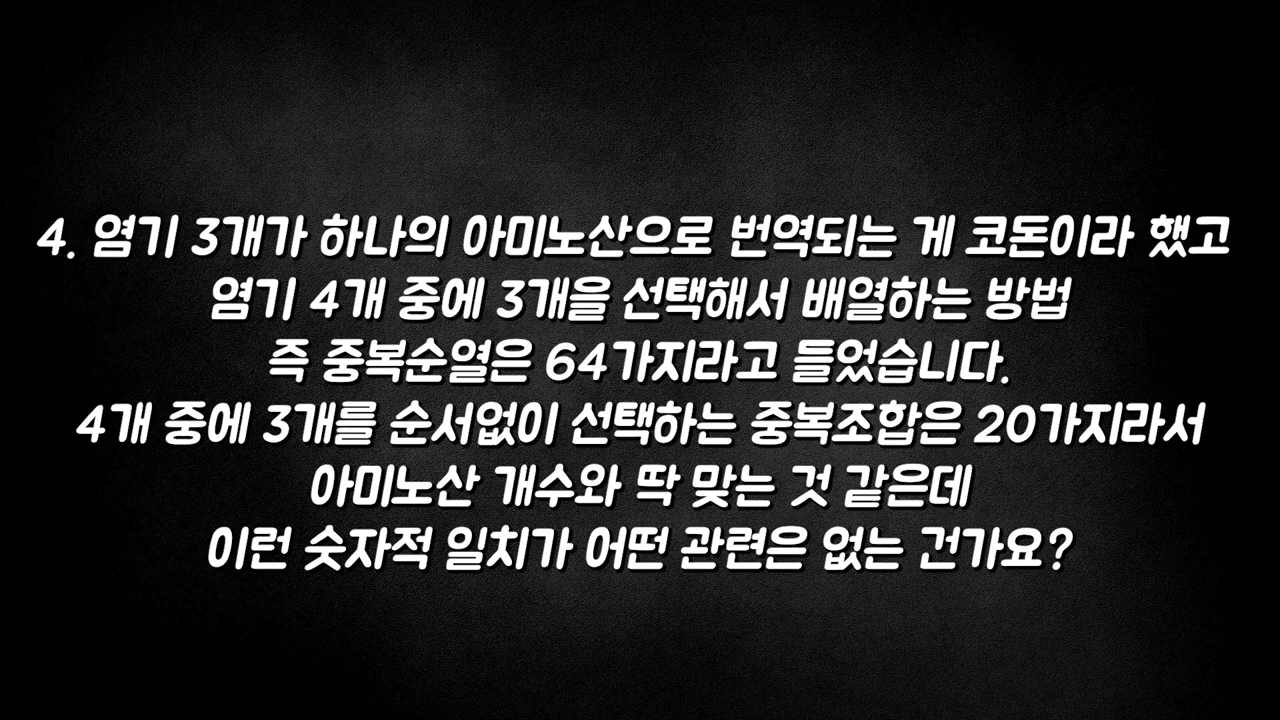 4. 염기 3개가 하나의 아미노산으로 번역되는 게 코돈이라 했고
염기 4개 중에 3개을 선택해서 배열하는 방법
즉 중복순열은 64가지라고 들었습니다.
4개 중에 3개를 순서없이 선택하는 중복조합은 20가지라서
아미노산 개수와 딱 맞는 것 같은데
이런 숫자적 일치가 어떤 관련은 없는 건가요?